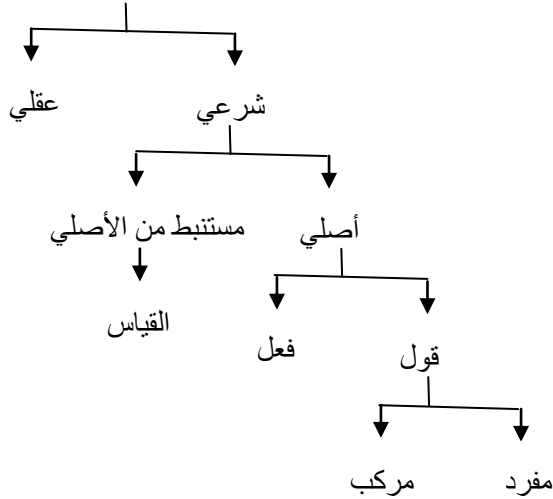 شرعي عقلي
أصلي مستنبط من الأصلي
القياس
قول فعل
مفرد مركب